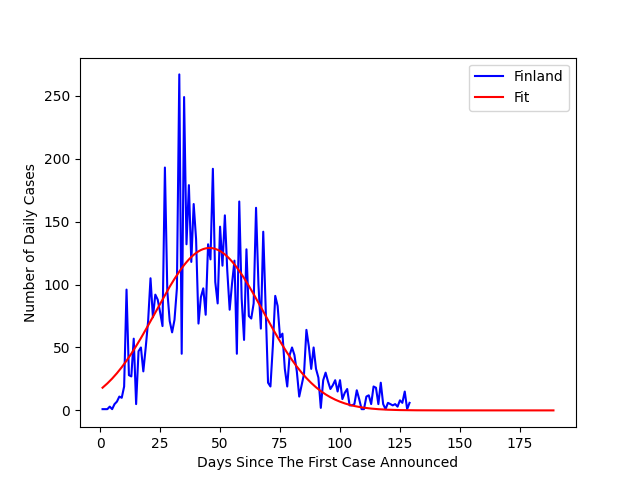 Finland
Fit
Number of Daily Cases
250
200
150
100
50
0
0 25 50 75 100 125 150 175
Days Since The First Case Announced